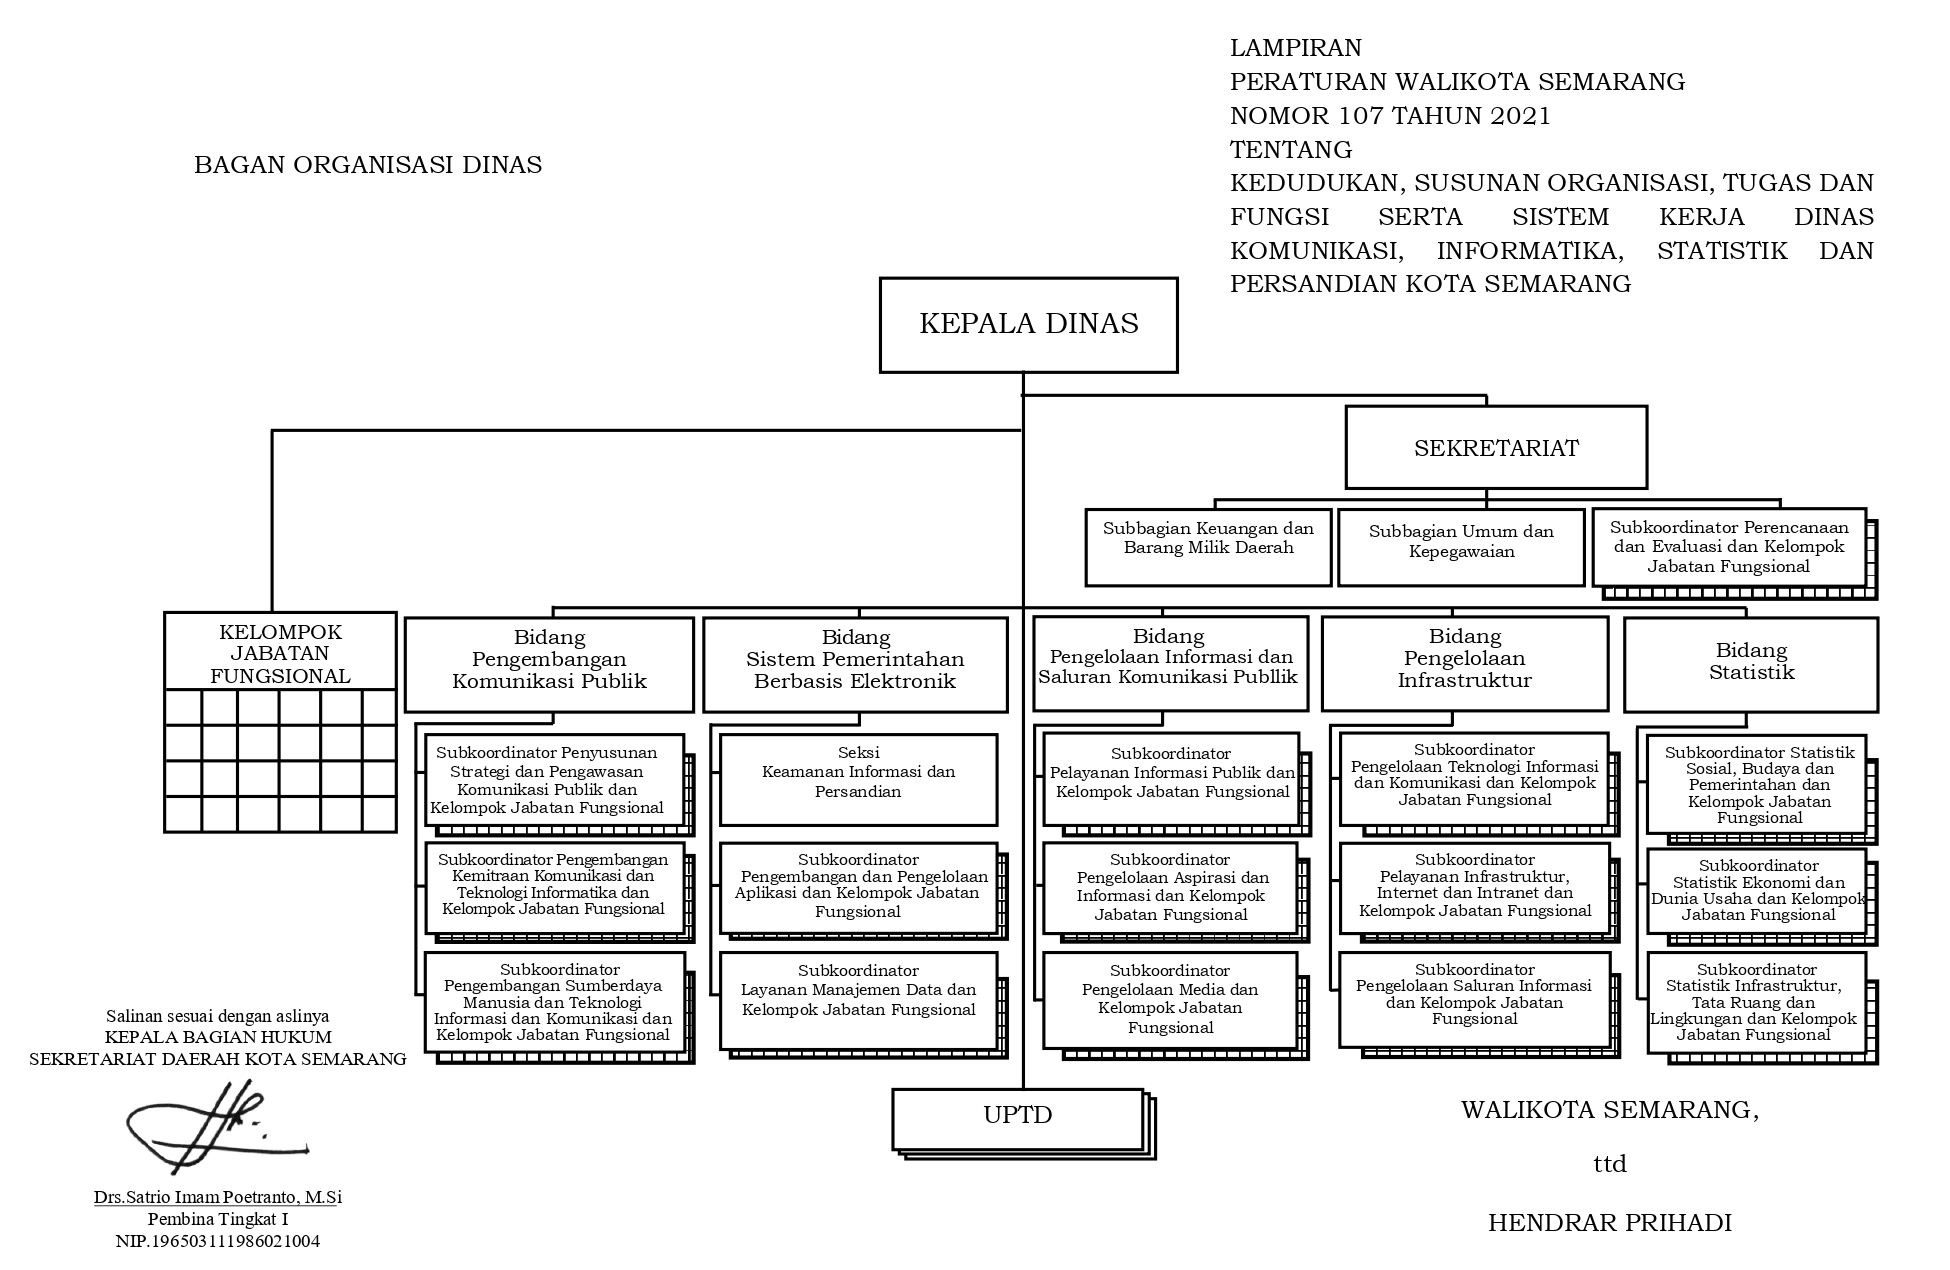 LAMPIRAN
PERATURAN WALIKOTA SEMARANG
NOMOR 107 TAHUN 2021
TENTANG
KEDUDUKAN, SUSUNAN ORGANISASI, TUGAS DAN
FUNGSI SERTA SISTEM KERJA DINAS
KOMUNIKASI, INFORMATIKA, STATISTIK DAN
PERSANDIAN KOTA SEMARANG
BAGAN ORGANISASI DINAS
KEPALA DINAS
SEKRETARIAT
Subbagian Keuangan dan
Barang Milik Daerah
Subbagian Umum dan
Kepegawaian
Subkoordinator Perencanaan
dan Evaluasi dan Kelompok
Jabatan Fungsional
KELOMPOK
JABATAN
FUNGSIONAL
Bidang
Pengembangan
Komunikasi Publik
Bidang
Sistem Pemerintahan
Berbasis Elektronik
Bidang
Pengelolaan Informasi dan
Saluran Komunikasi Publlik
Bidang
Pengelolaan
Infrastruktur
Bidang
Statistik
Subkoordinator Penyusunan
Strategi dan Pengawasan
Komunikasi Publik dan
Kelompok Jabatan Fungsional
Seksi
Keamanan Informasi dan
Persandian
Subkoordinator
Pelayanan Informasi Publik dan
Kelompok Jabatan Fungsional
Subkoordinator
Pengelolaan Teknologi Informasi
dan Komunikasi dan Kelompok
Jabatan Fungsional
Subkoordinator Statistik
Sosial, Budaya dan
Pemerintahan dan
Kelompok Jabatan
Fungsional
Subkoordinator Pengembangan
Kemitraan Komunikasi dan
Teknologi Informatika dan
Kelompok Jabatan Fungsional
Subkoordinator
Pengembangan dan Pengelolaan
Aplikasi dan Kelompok Jabatan
Fungsional
Subkoordinator
Pengelolaan Aspirasi dan
Informasi dan Kelompok
Jabatan Fungsional
Subkoordinator
Pelayanan Infrastruktur,
Internet dan Intranet dan
Kelompok Jabatan Fungsional
Subkoordinator
Statistik Ekonomi dan
Dunia Usaha dan Kelompok
Jabatan Fungsional
Subkoordinator
Pengembangan Sumberdaya
Manusia dan Teknologi
Informasi dan Komunikasi dan
Kelompok Jabatan Fungsional
Subkoordinator
Layanan Manajemen Data dan
Kelompok Jabatan Fungsional
Subkoordinator
Pengelolaan Media dan
Kelompok Jabatan
Fungsional
Subkoordinator
Pengelolaan Saluran Informasi
dan Kelompok Jabatan
Fungsional
Subkoordinator
Statistik Infrastruktur,
Tata Ruang dan
Lingkungan dan Kelompok
Jabatan Fungsional
UPTD
Salinan sesuai dengan aslinya
KEPALA BAGIAN HUKUM
SEKRETARIAT DAERAH KOTA SEMARANG
Drs.Satrio Imam Poetranto, M.Si
Pembina Tingkat I
NIP.196503111986021004
WALIKOTA SEMARANG,
ttd
HENDRAR PRIHADI